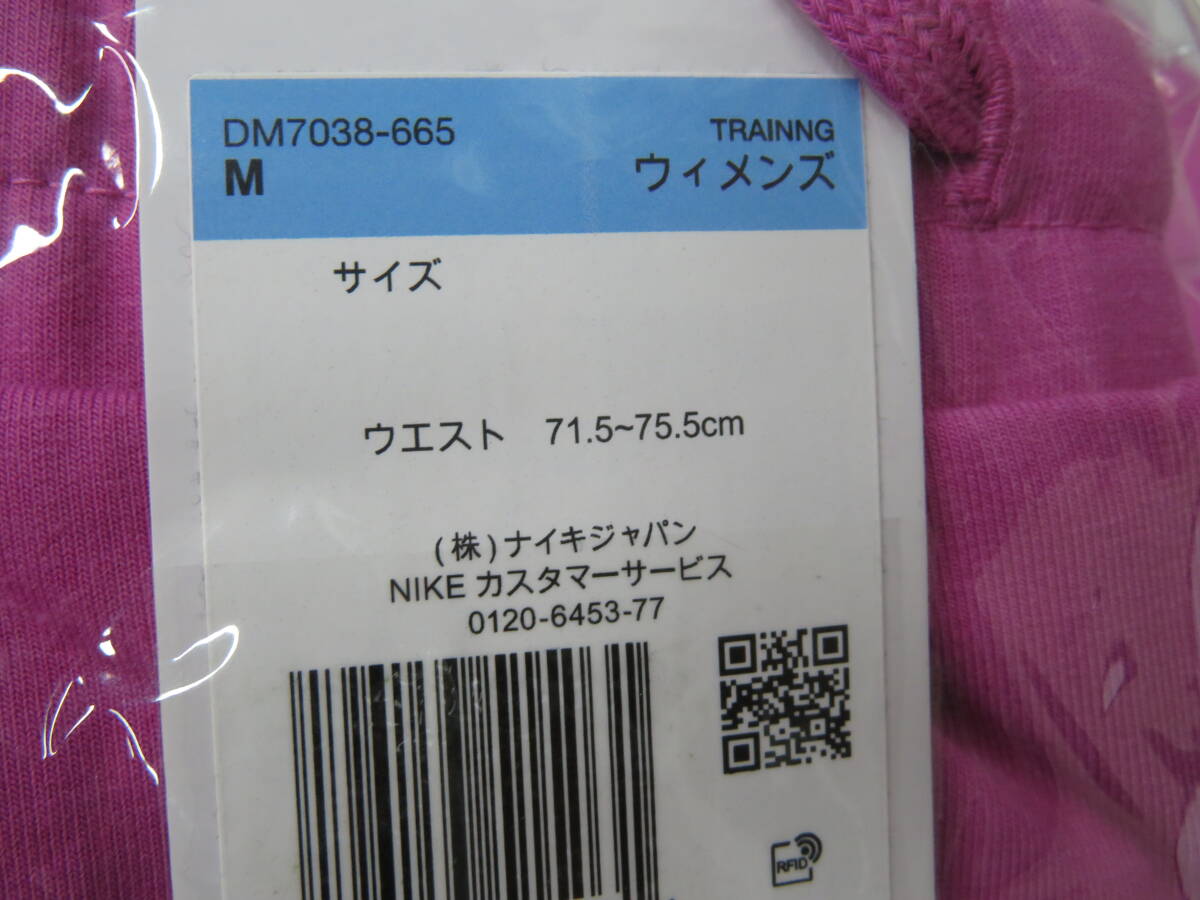 DM7038-665
TRAINNG
M
ウィメンズ
サイズ
ウエスト 71.5~75.5cm
(株)ナイキジャパン
NIKE カスタマーサービス
0120-6453-77
RFID